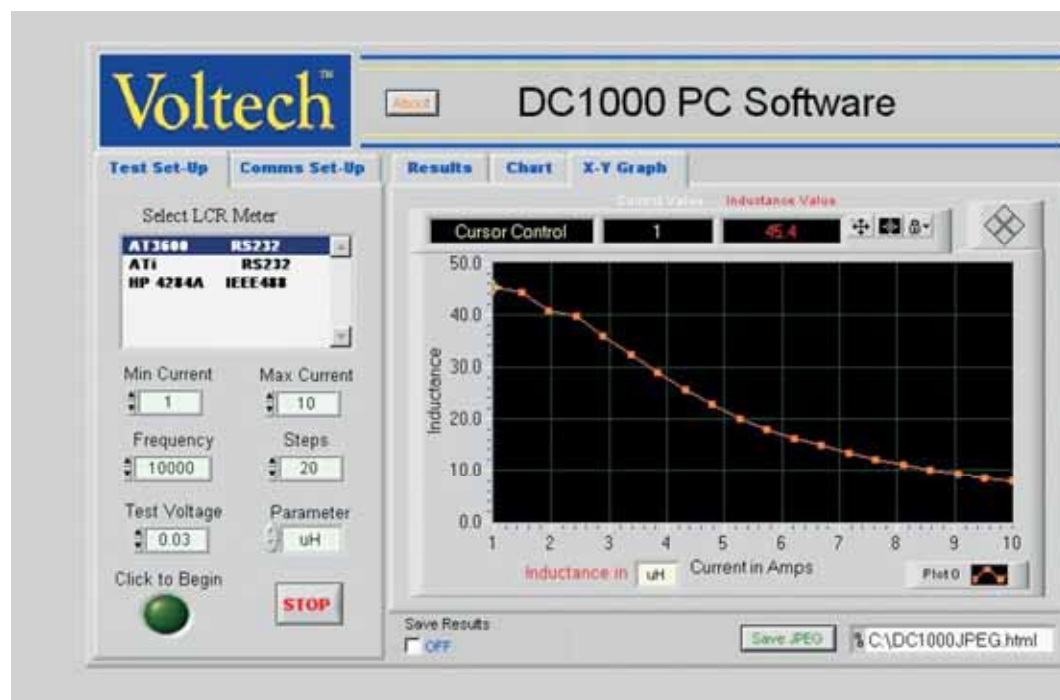 Voltech™
About
DC1000 PC Software
Test Set-Up
Comms Set-Up
Results
Chart
X-Y Graph
Select LCR Meter
AT3600 RS232
ATi RS232
HP 4284A IEEE488
Min Current
1
Max Current
10
Frequency
10000
Steps
20
Test Voltage
0.03
Parameter
uH
Click to Begin
STOP
Inductance Value
Cursor Control
1
45.4
50.0
40.0
30.0
20.0
10.0
0.0
Inductance
1 2 3 4 5 6 7 8 9 10
Inductance in uH
Current in Amps
Plot 0
Save Results
OFF
Save JPEG
C:\DC1000JPEG.html